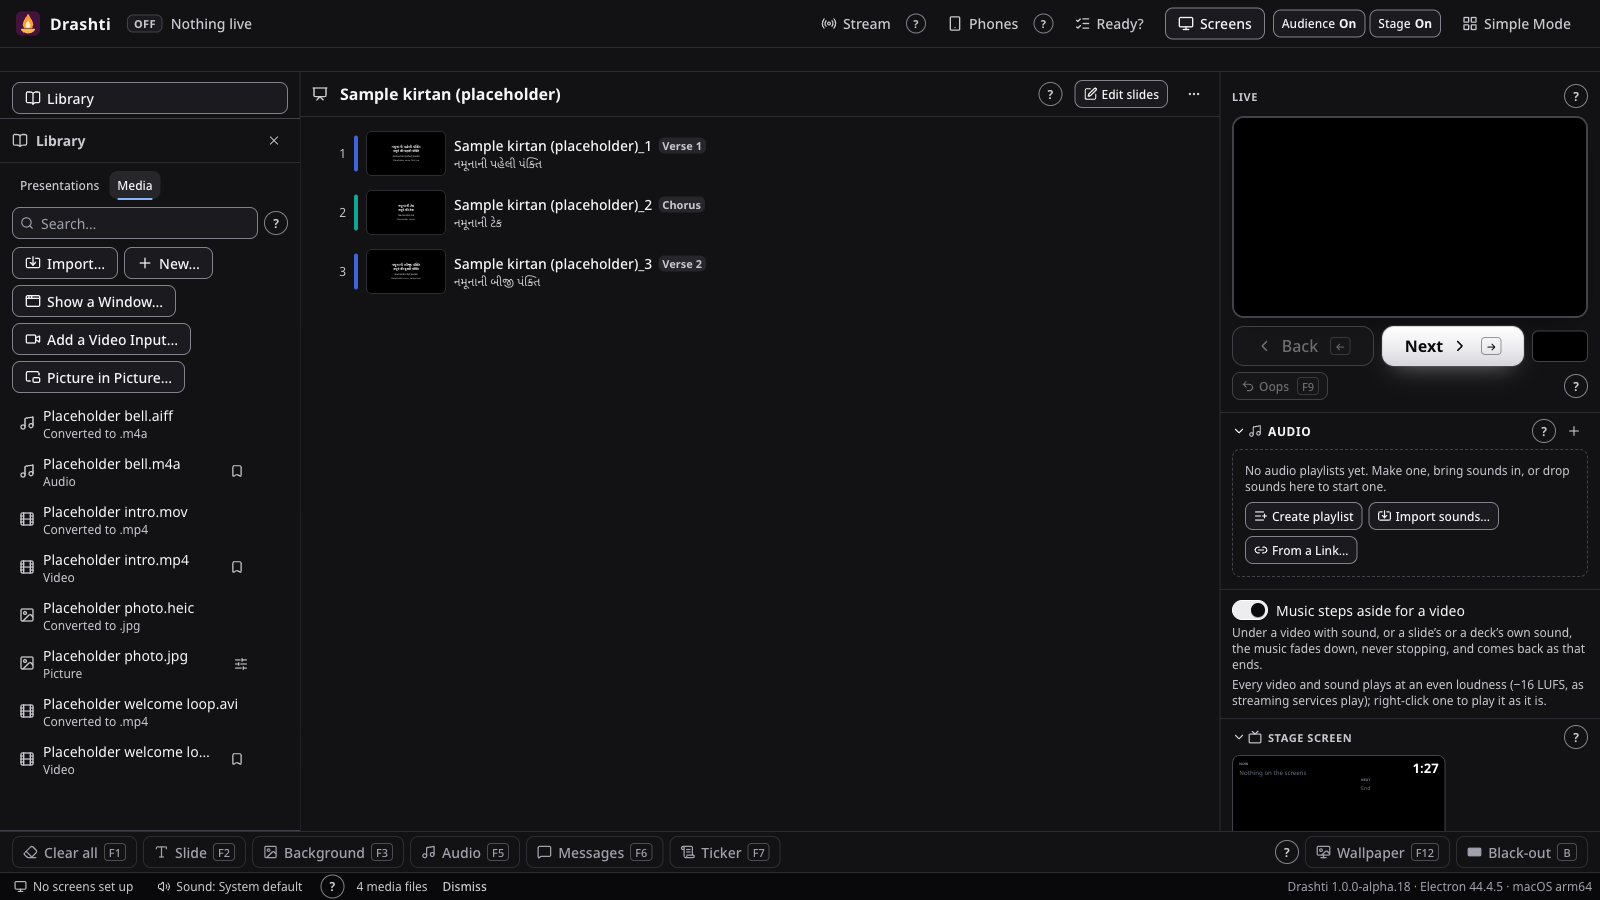 Drashti
OFF
Nothing live
Stream
?
Phones
?
Ready?
Screens
Audience On
Stage On
Simple Mode
Library
Library
Presentations
Media
Search...
?
Import...
New...
Show a Window...
Add a Video Input...
Picture in Picture...
Placeholder bell.aiff
Converted to .m4a
Placeholder bell.m4a
Audio
Placeholder intro.mov
Converted to .mp4
Placeholder intro.mp4
Video
Placeholder photo.heic
Converted to .jpg
Placeholder photo.jpg
Picture
Placeholder welcome loop.avi
Converted to .mp4
Placeholder welcome lo...
Video
Sample kirtan (placeholder)
?
Edit slides
1
Sample kirtan (placeholder)_1 Verse 1
નમૂનાની પહેલી પંક્તિ
2
Sample kirtan (placeholder)_2 Chorus
નમૂનાની ટેક
3
Sample kirtan (placeholder)_3 Verse 2
નમૂનાની બીજી પંક્તિ
LIVE
?
Back
Next
Oops F9
?
AUDIO
?
No audio playlists yet. Make one, bring sounds in, or drop
sounds here to start one.
Create playlist
Import sounds...
From a Link...
Music steps aside for a video
Under a video with sound, or a slide's or a deck's own sound,
the music fades down, never stopping, and comes back as that
ends.
Every video and sound plays at an even loudness (−16 LUFS, as
streaming services play); right-click one to play it as it is.
STAGE SCREEN
?
1:27
Nothing on the screens
End
Clear all F1
Slide F2
Background F3
Audio F5
Messages F6
Ticker F7
?
Wallpaper F12
Black-out B
No screens set up
Sound: System default
?
4 media files
Dismiss
Drashti 1.0.0-alpha.18 · Electron 44.4.5 · macOS arm64